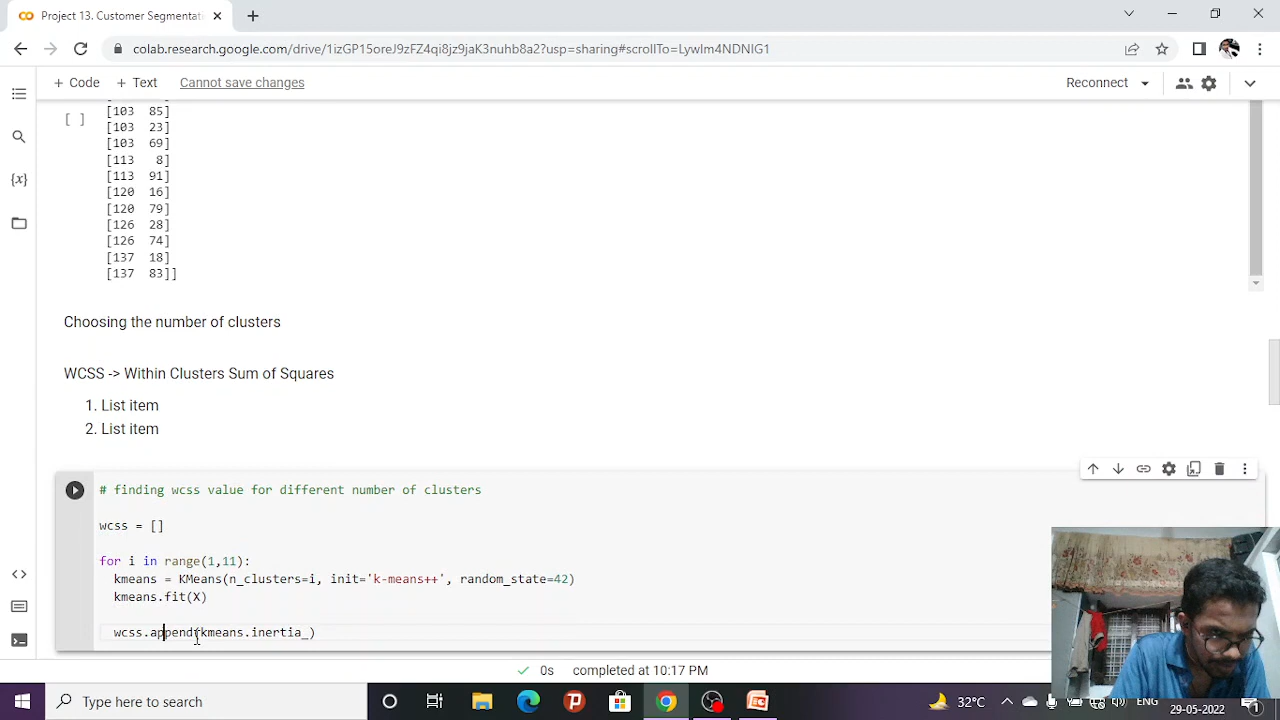 Project 13. Customer Segmentat
colab.research.google.com/drive/1izGP15oreJ9zFZ4qi8jz9jaK3nuhb8a2?usp=sharing#scrollTo=Lywlm4NDNIG1
+ Code + Text Cannot save changes Reconnect
[103 85]
[ ] [103 23]
[103 69]
[113 8]
[113 91]
[120 16]
[120 79]
[126 28]
[126 74]
[137 18]
[137 83]]
{x}
Choosing the number of clusters
WCSS -> Within Clusters Sum of Squares
1. List item
2. List item
# finding wcss value for different number of clusters
wcss = []
for i in range(1,11):
kmeans = KMeans(n_clusters=i, init='k-means++', random_state=42)
kmeans.fit(X)
wcss.append(kmeans.inertia_)
0s completed at 10:17 PM
Type here to search
32°C
ENG
29-05-2022